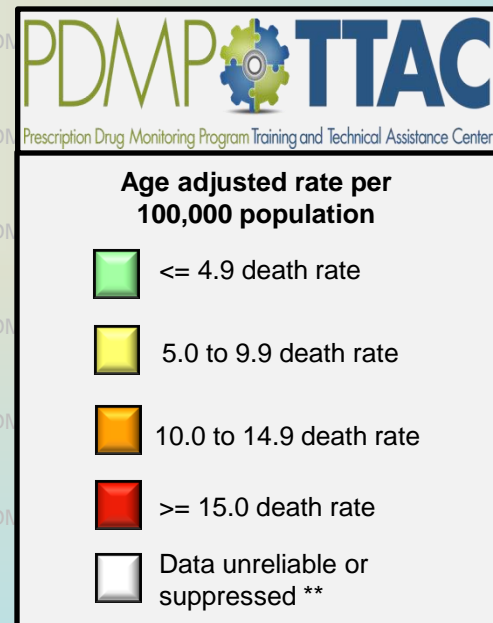 PDMP TTAC
Prescription Drug Monitoring Program Training and Technical Assistance Center
Age adjusted rate per
100,000 population
<= 4.9 death rate
5.0 to 9.9 death rate
10.0 to 14.9 death rate
>= 15.0 death rate
Data unreliable or
suppressed **